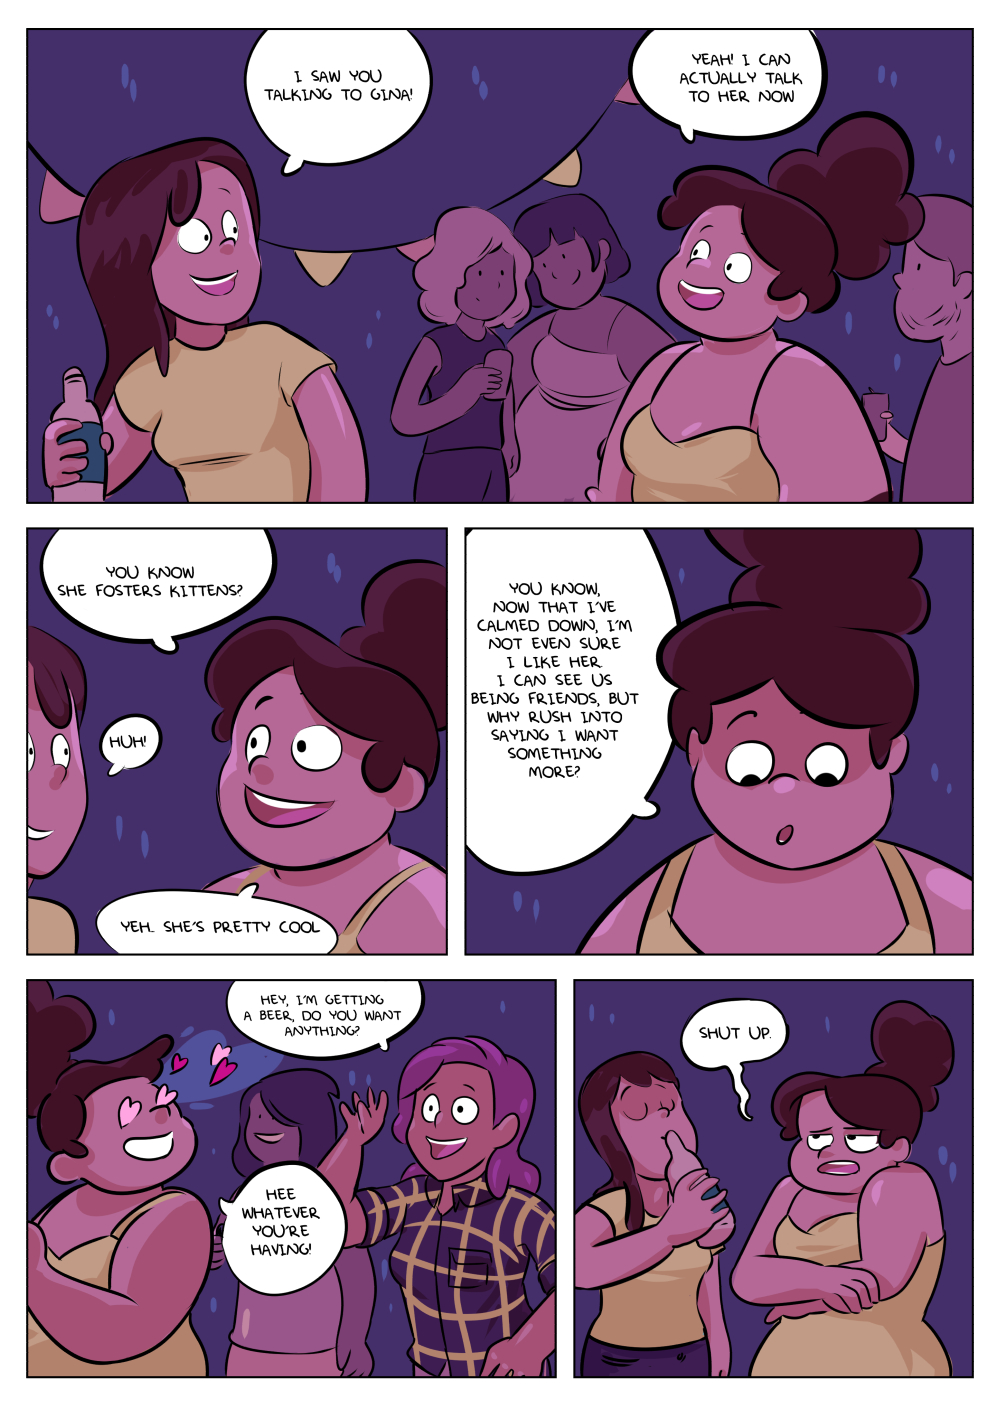 I SAW YOU
TALKING TO GINA!
YEAH! I CAN
ACTUALLY TALK
TO HER NOW
YOU KNOW
SHE FOSTERS KITTENS?
HUH!
YEH. SHE'S PRETTY COOL
YOU KNOW,
NOW THAT I'VE
CALMED DOWN, I'M
NOT EVEN SURE
I LIKE HER
I CAN SEE US
BEING FRIENDS, BUT
WHY RUSH INTO
SAYING I WANT
SOMETHING
MORE?
HEY, I'M GETTING
A BEER, DO YOU WANT
ANYTHING?
HEE
WHATEVER
YOU'RE
HAVING!
SHUT UP.